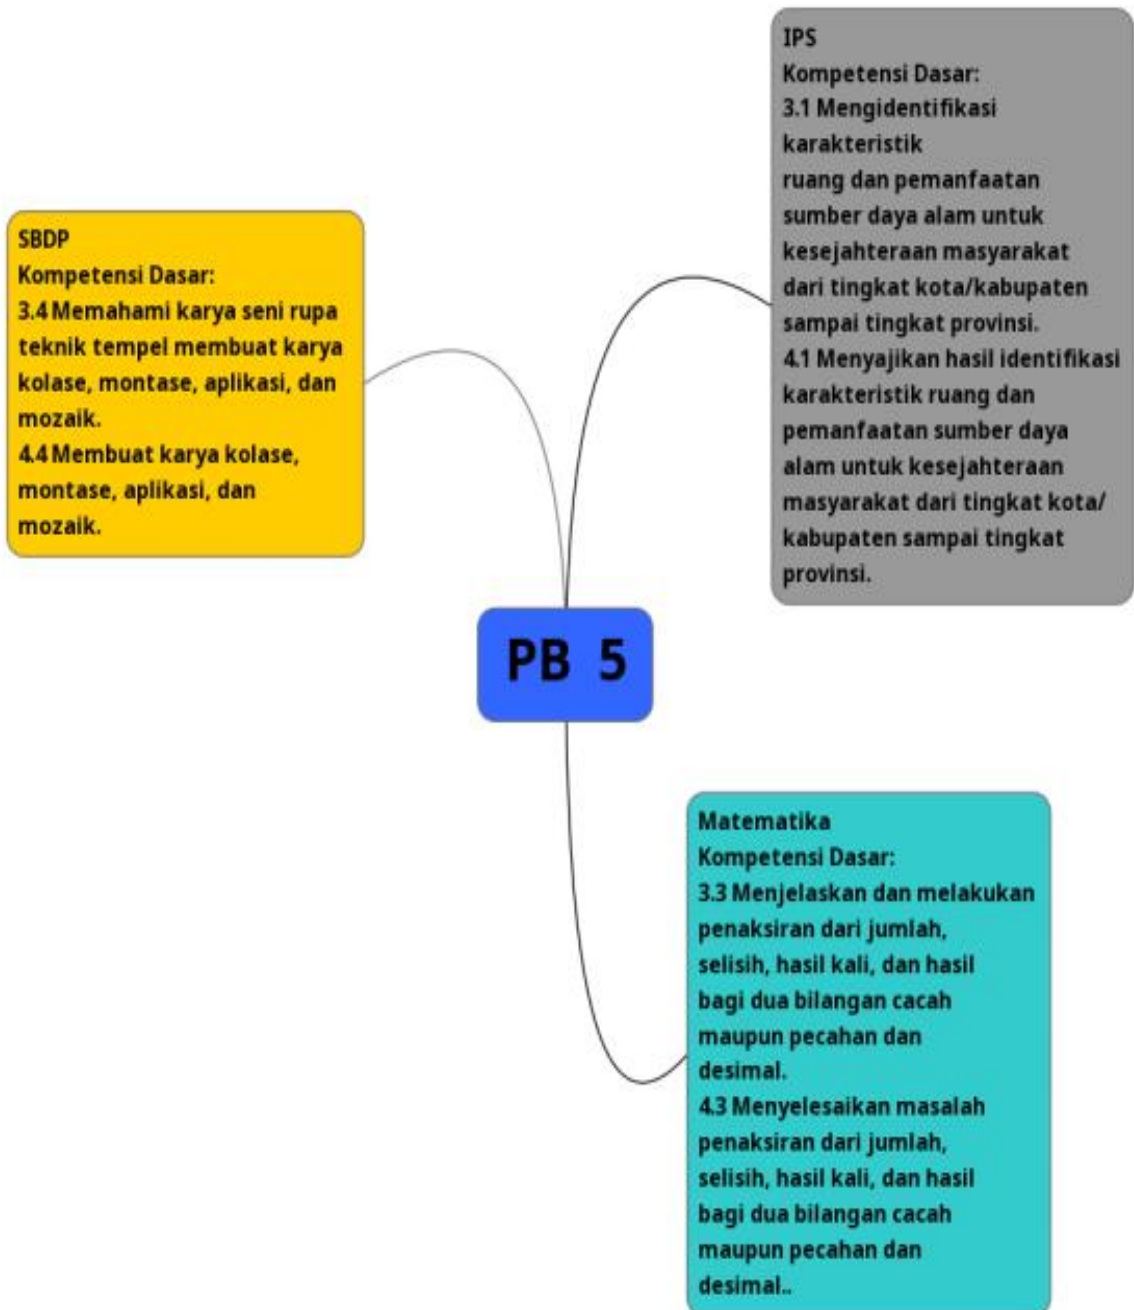 SBDP
Kompetensi Dasar:
3.4 Memahami karya seni rupa
teknik tempel membuat karya
kolase, montase, aplikasi, dan
mozaik.
4.4 Membuat karya kolase,
montase, aplikasi, dan
mozaik.
IPS
Kompetensi Dasar:
3.1 Mengidentifikasi
karakteristik
ruang dan pemanfaatan
sumber daya alam untuk
kesejahteraan masyarakat
dari tingkat kota/kabupaten
sampai tingkat provinsi.
4.1 Menyajikan hasil identifikasi
karakteristik ruang dan
pemanfaatan sumber daya
alam untuk kesejahteraan
masyarakat dari tingkat kota/
kabupaten sampai tingkat
provinsi.
PB 5
Matematika
Kompetensi Dasar:
3.3 Menjelaskan dan melakukan
penaksiran dari jumlah,
selisih, hasil kali, dan hasil
bagi dua bilangan cacah
maupun pecahan dan
desimal.
4.3 Menyelesaikan masalah
penaksiran dari jumlah,
selisih, hasil kali, dan hasil
bagi dua bilangan cacah
maupun pecahan dan
desimal..